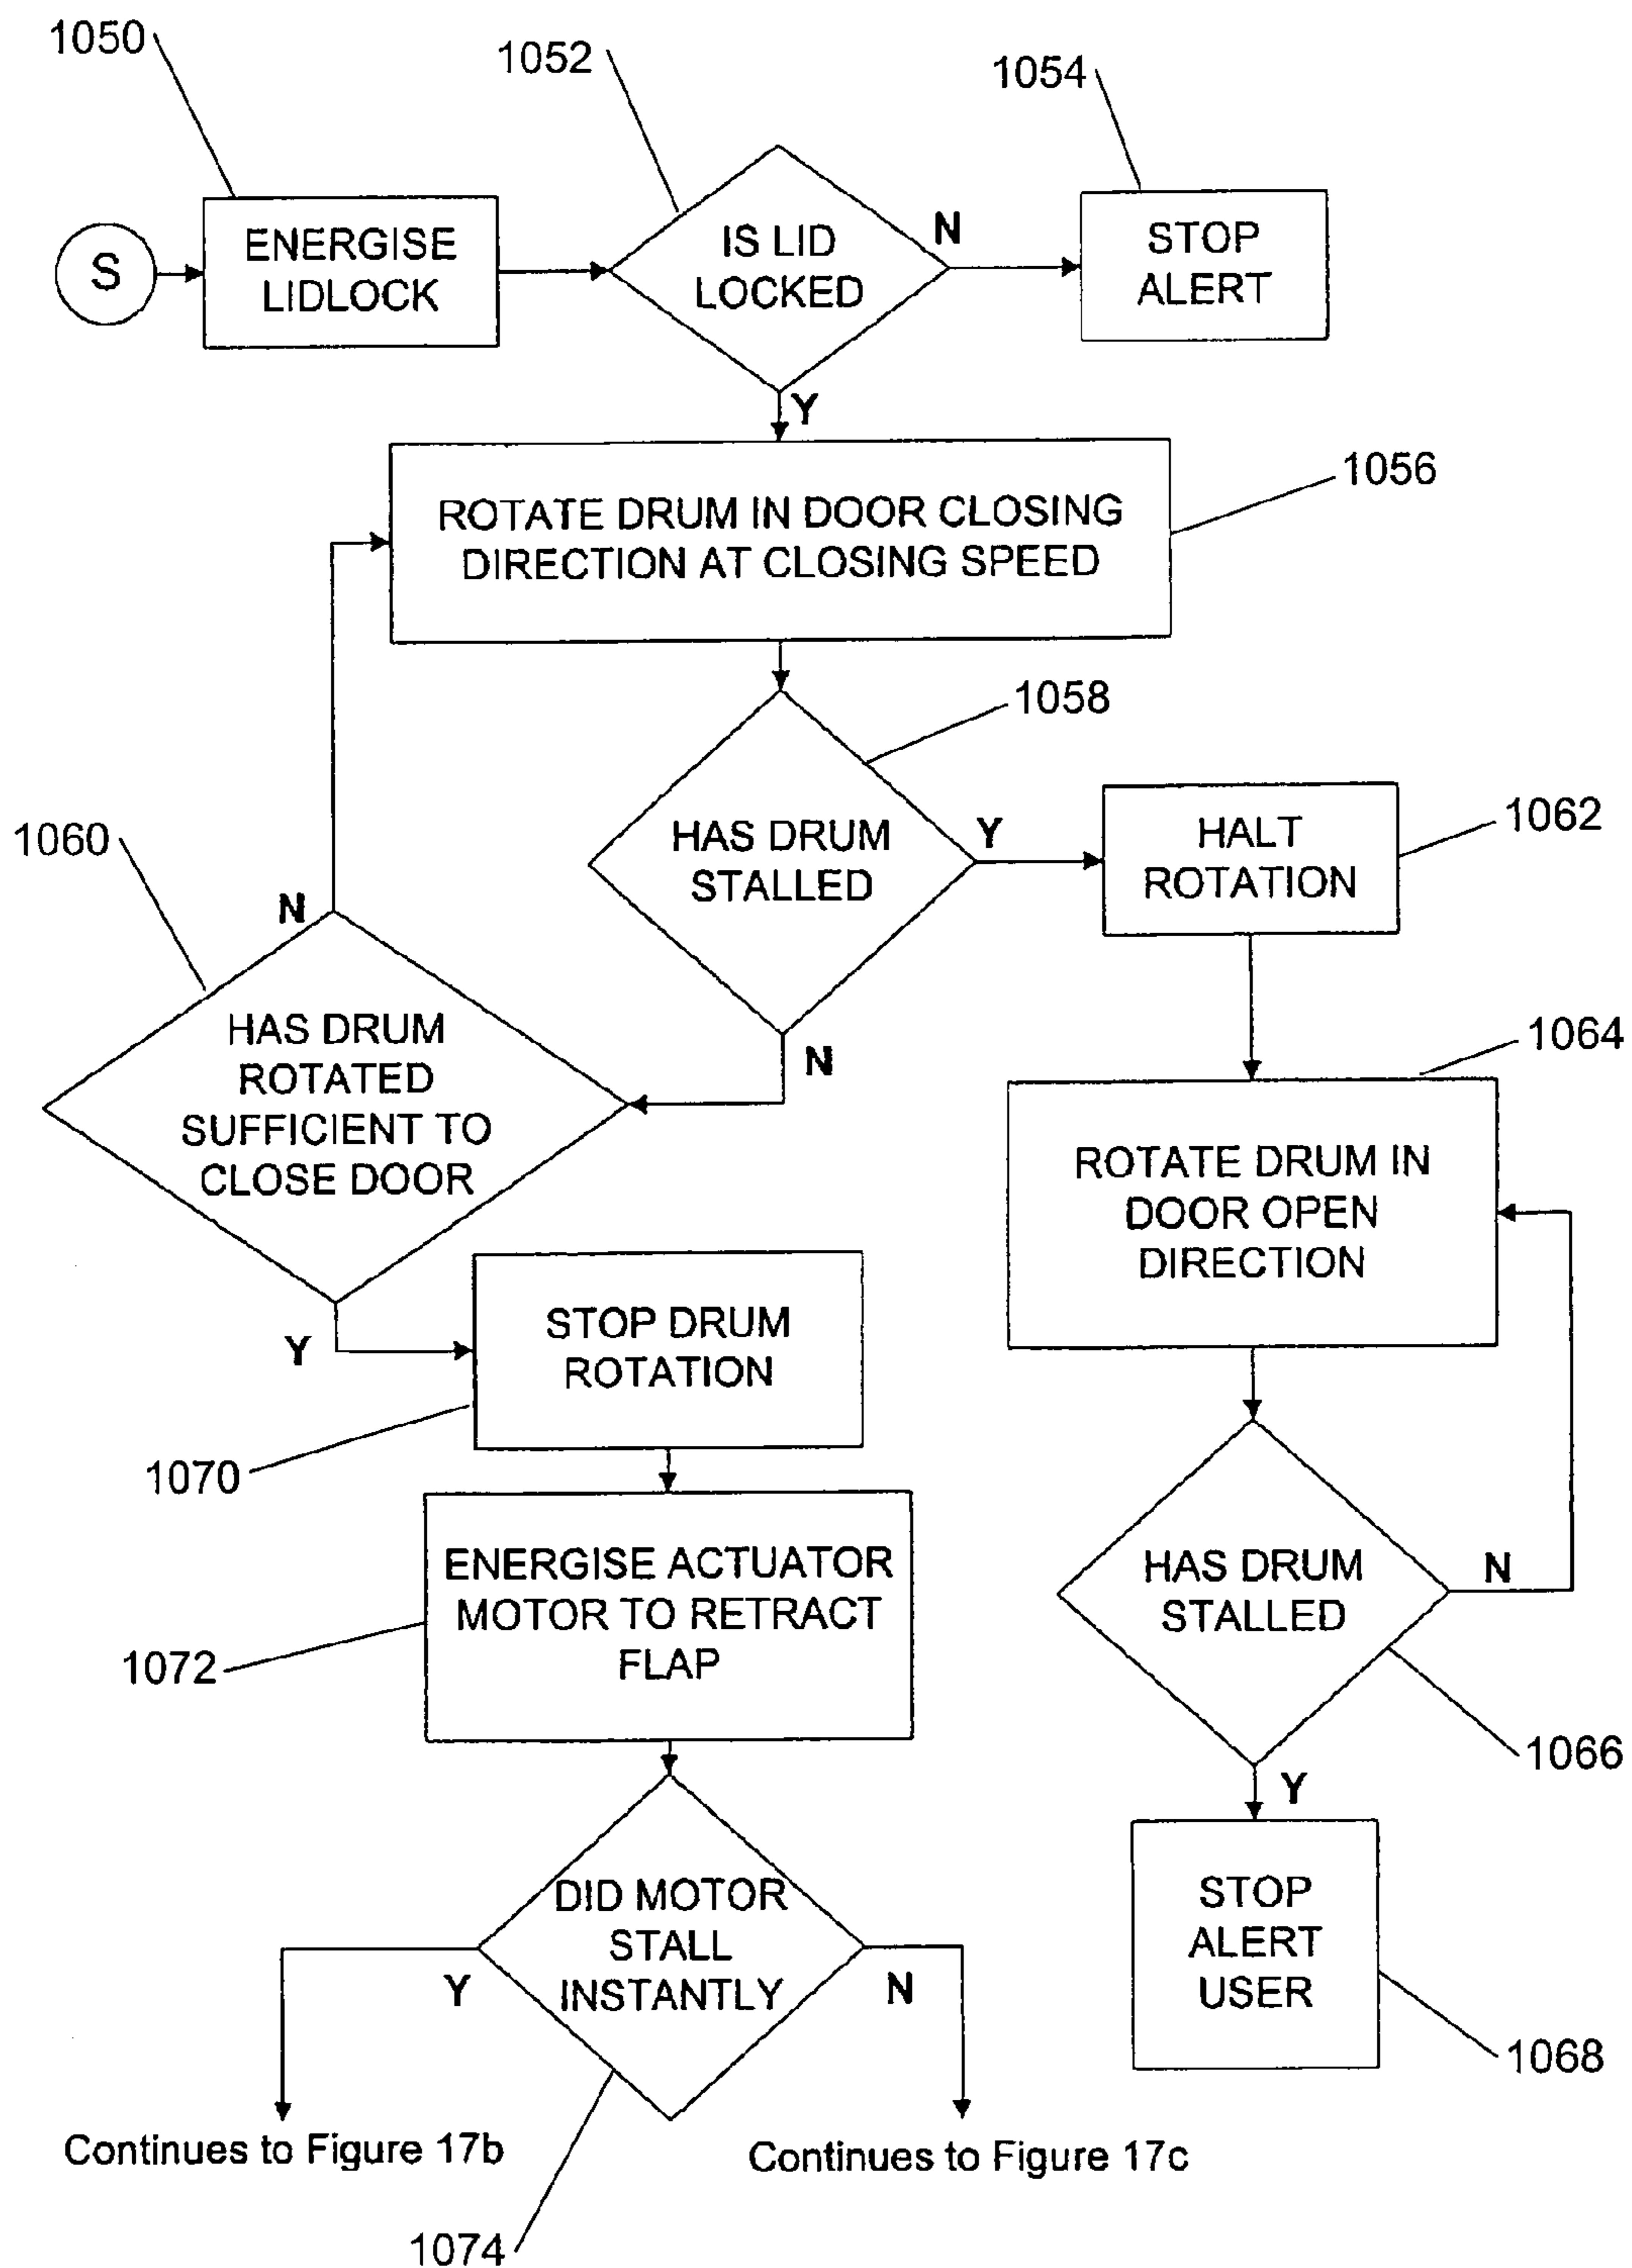 1050
1052
1054
S
ENERGISE
LIDLOCK
IS LID
LOCKED
N
STOP
ALERT
Y
1056
ROTATE DRUM IN DOOR CLOSING
DIRECTION AT CLOSING SPEED
1058
HAS DRUM
STALLED
Y
N
HALT
ROTATION
1062
1060
N
HAS DRUM
ROTATED
SUFFICIENT TO
CLOSE DOOR
Y
1064
ROTATE DRUM IN
DOOR OPEN
DIRECTION
STOP DRUM
ROTATION
1070
ENERGISE ACTUATOR
MOTOR TO RETRACT
FLAP
1072
HAS DRUM
STALLED
N
1066
Y
DID MOTOR
STALL
INSTANTLY
Y
N
STOP
ALERT
USER
1068
Continues to Figure 17b
Continues to Figure 17c
1074